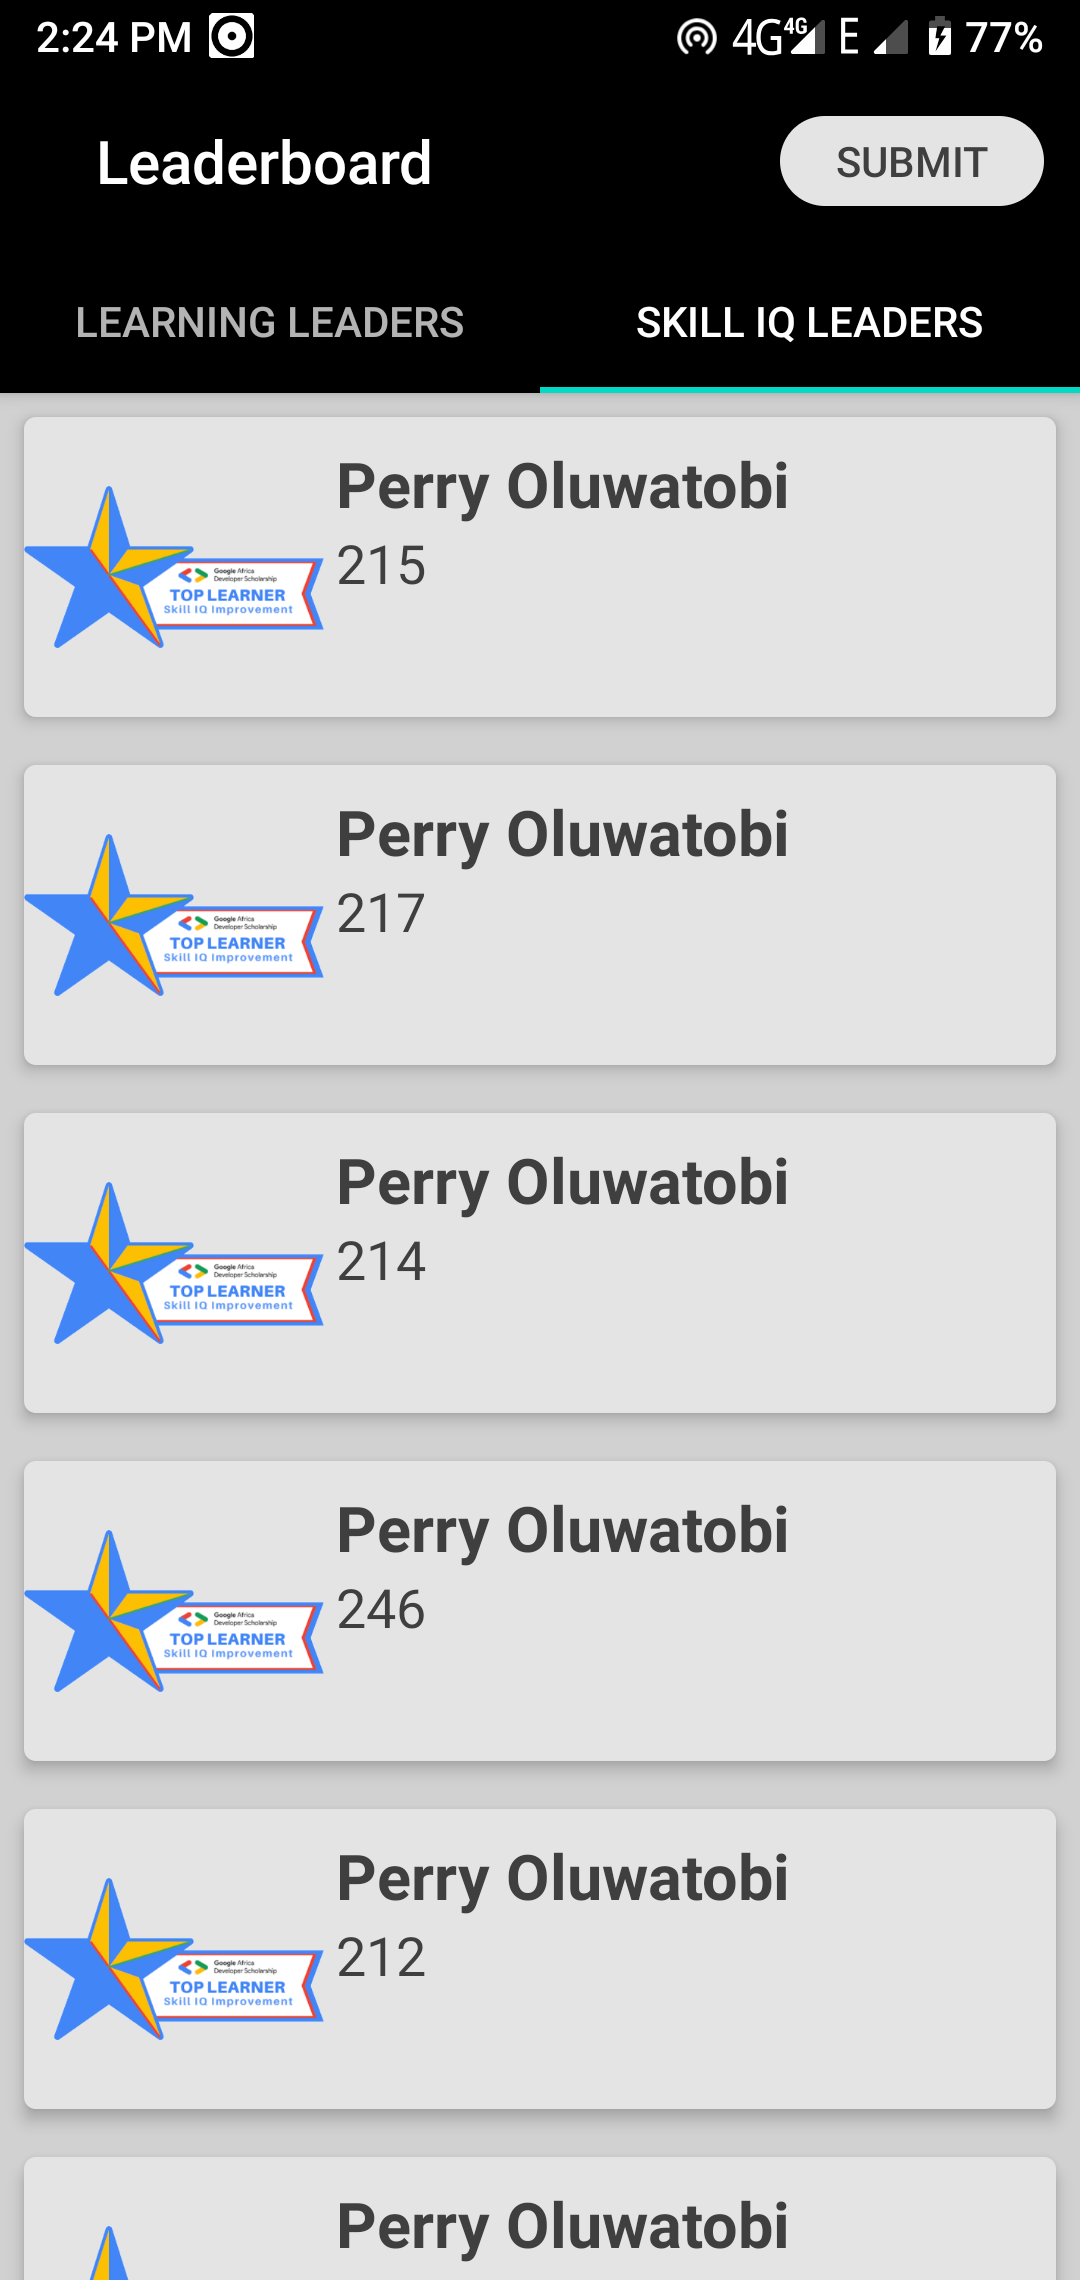 2:24 PM 4G 4G E 77%
Leaderboard SUBMIT
LEARNING LEADERS SKILL IQ LEADERS
Perry Oluwatobi
215
Google Africa
Developer Scholarship
TOP LEARNER
Skill IQ Improvement
Perry Oluwatobi
217
Google Africa
Developer Scholarship
TOP LEARNER
Skill IQ Improvement
Perry Oluwatobi
214
Google Africa
Developer Scholarship
TOP LEARNER
Skill IQ Improvement
Perry Oluwatobi
246
Google Africa
Developer Scholarship
TOP LEARNER
Skill IQ Improvement
Perry Oluwatobi
212
Google Africa
Developer Scholarship
TOP LEARNER
Skill IQ Improvement
Perry Oluwatobi